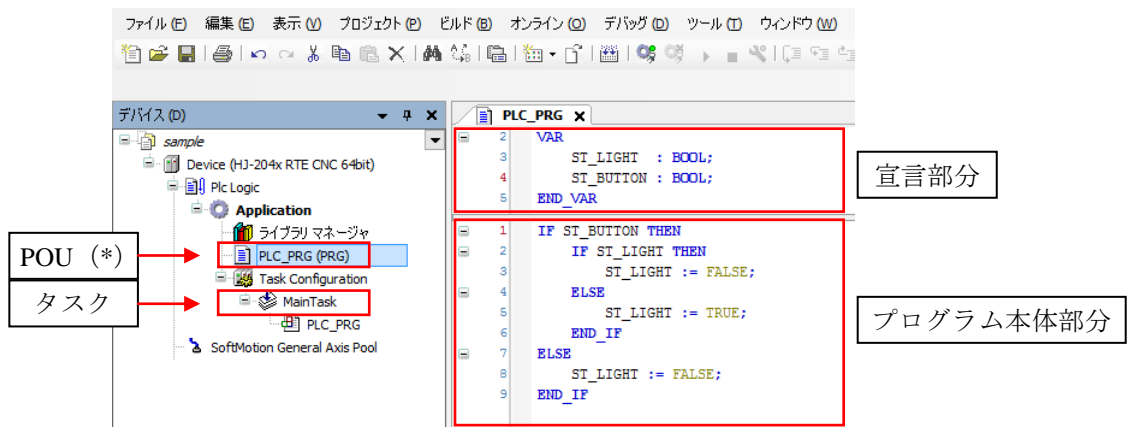 ファイル(F) 編集(E) 表示(V) プロジェクト(P) ビルド(B) オンライン(O) デバッグ(D) ツール(T) ウィンドウ(W)
デバイス(D)
sample
Device (HJ-204x RTE CNC 64bit)
Plc Logic
Application
ライブラリ マネージャ
PLC_PRG (PRG)
Task Configuration
MainTask
PLC_PRG
SoftMotion General Axis Pool
POU (*)
タスク
PLC_PRG
2 VAR
3 ST_LIGHT : BOOL;
4 ST_BUTTON : BOOL;
5 END_VAR
宣言部分
1 IF ST_BUTTON THEN
2 IF ST_LIGHT THEN
3 ST_LIGHT := FALSE;
4 ELSE
5 ST_LIGHT := TRUE;
6 END_IF
7 ELSE
8 ST_LIGHT := FALSE;
9 END_IF
プログラム本体部分